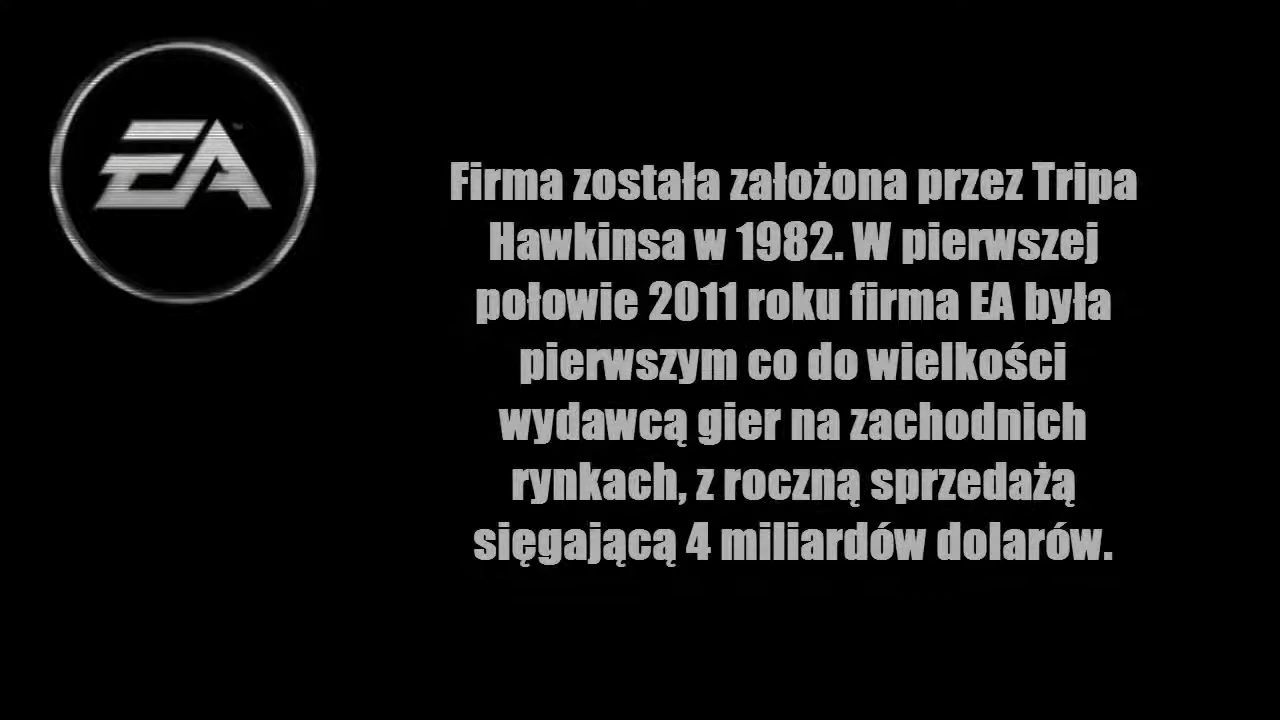 EA
Firma została założona przez Tripa
Hawkinsa w 1982. W pierwszej
połowie 2011 roku firma EA była
pierwszym co do wielkości
wydawcą gier na zachodnich
rynkach, z roczną sprzedażą
sięgającą 4 miliardów dolarów.